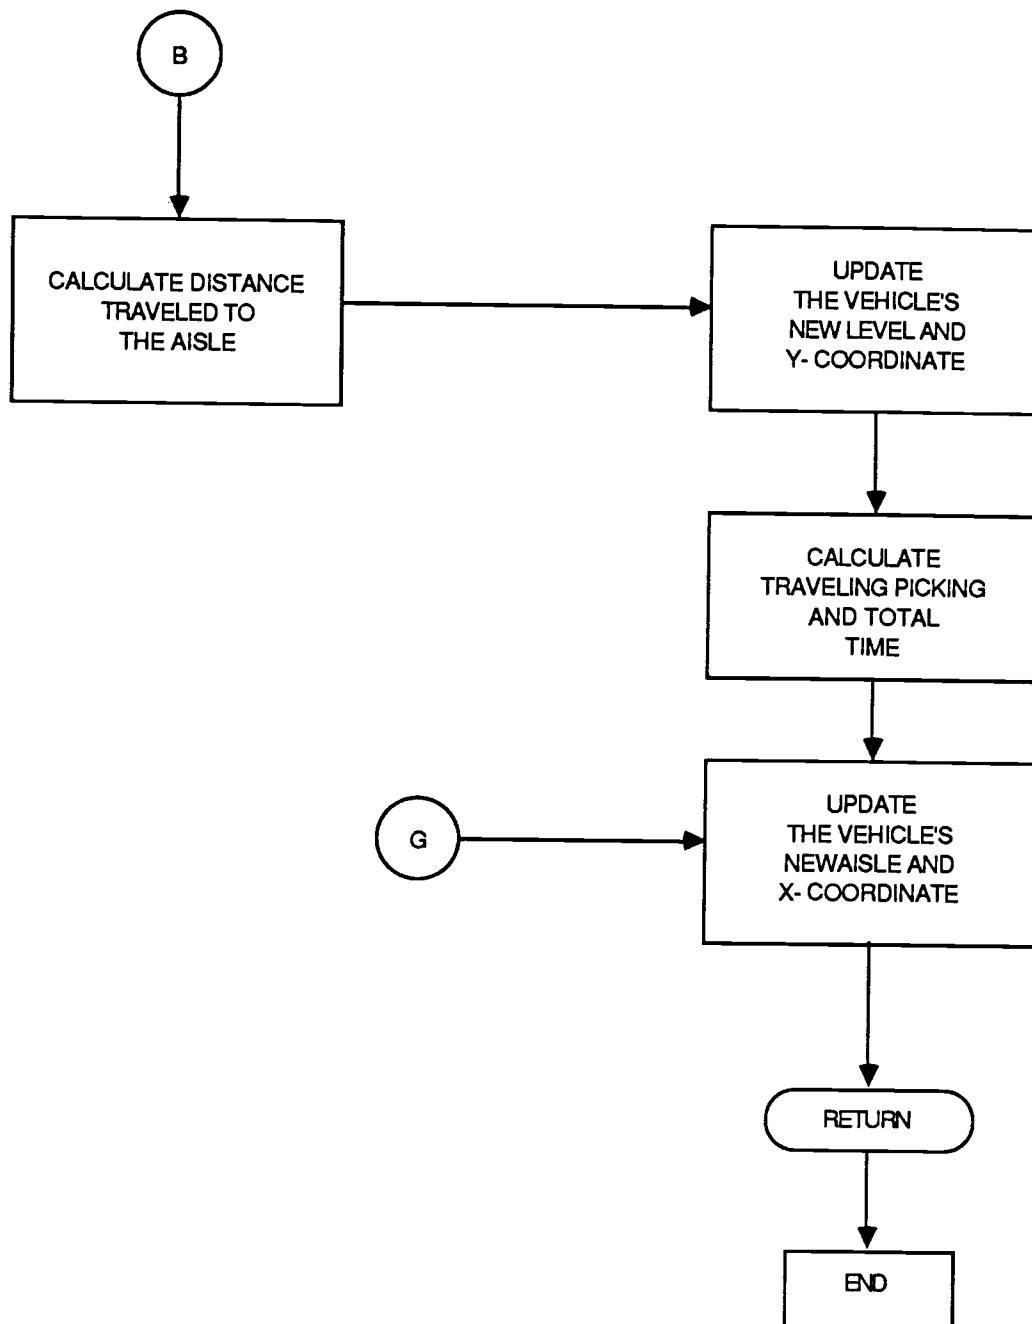 B
CALCULATE DISTANCE
TRAVELED TO
THE AISLE
UPDATE
THE VEHICLE'S
NEW LEVEL AND
Y- COORDINATE
CALCULATE
TRAVELING PICKING
AND TOTAL
TIME
G
UPDATE
THE VEHICLE'S
NEWAISLE AND
X- COORDINATE
RETURN
END